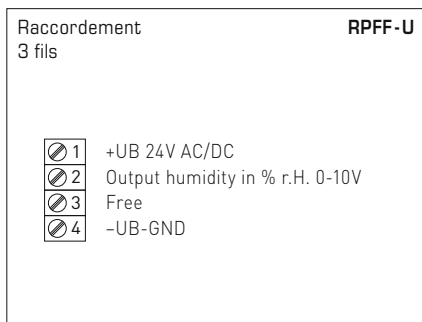 Raccordement RPFF-U
3 fils
1 +UB 24V AC/DC
2 Output humidity in % r.H. 0-10V
3 Free
4 –UB-GND